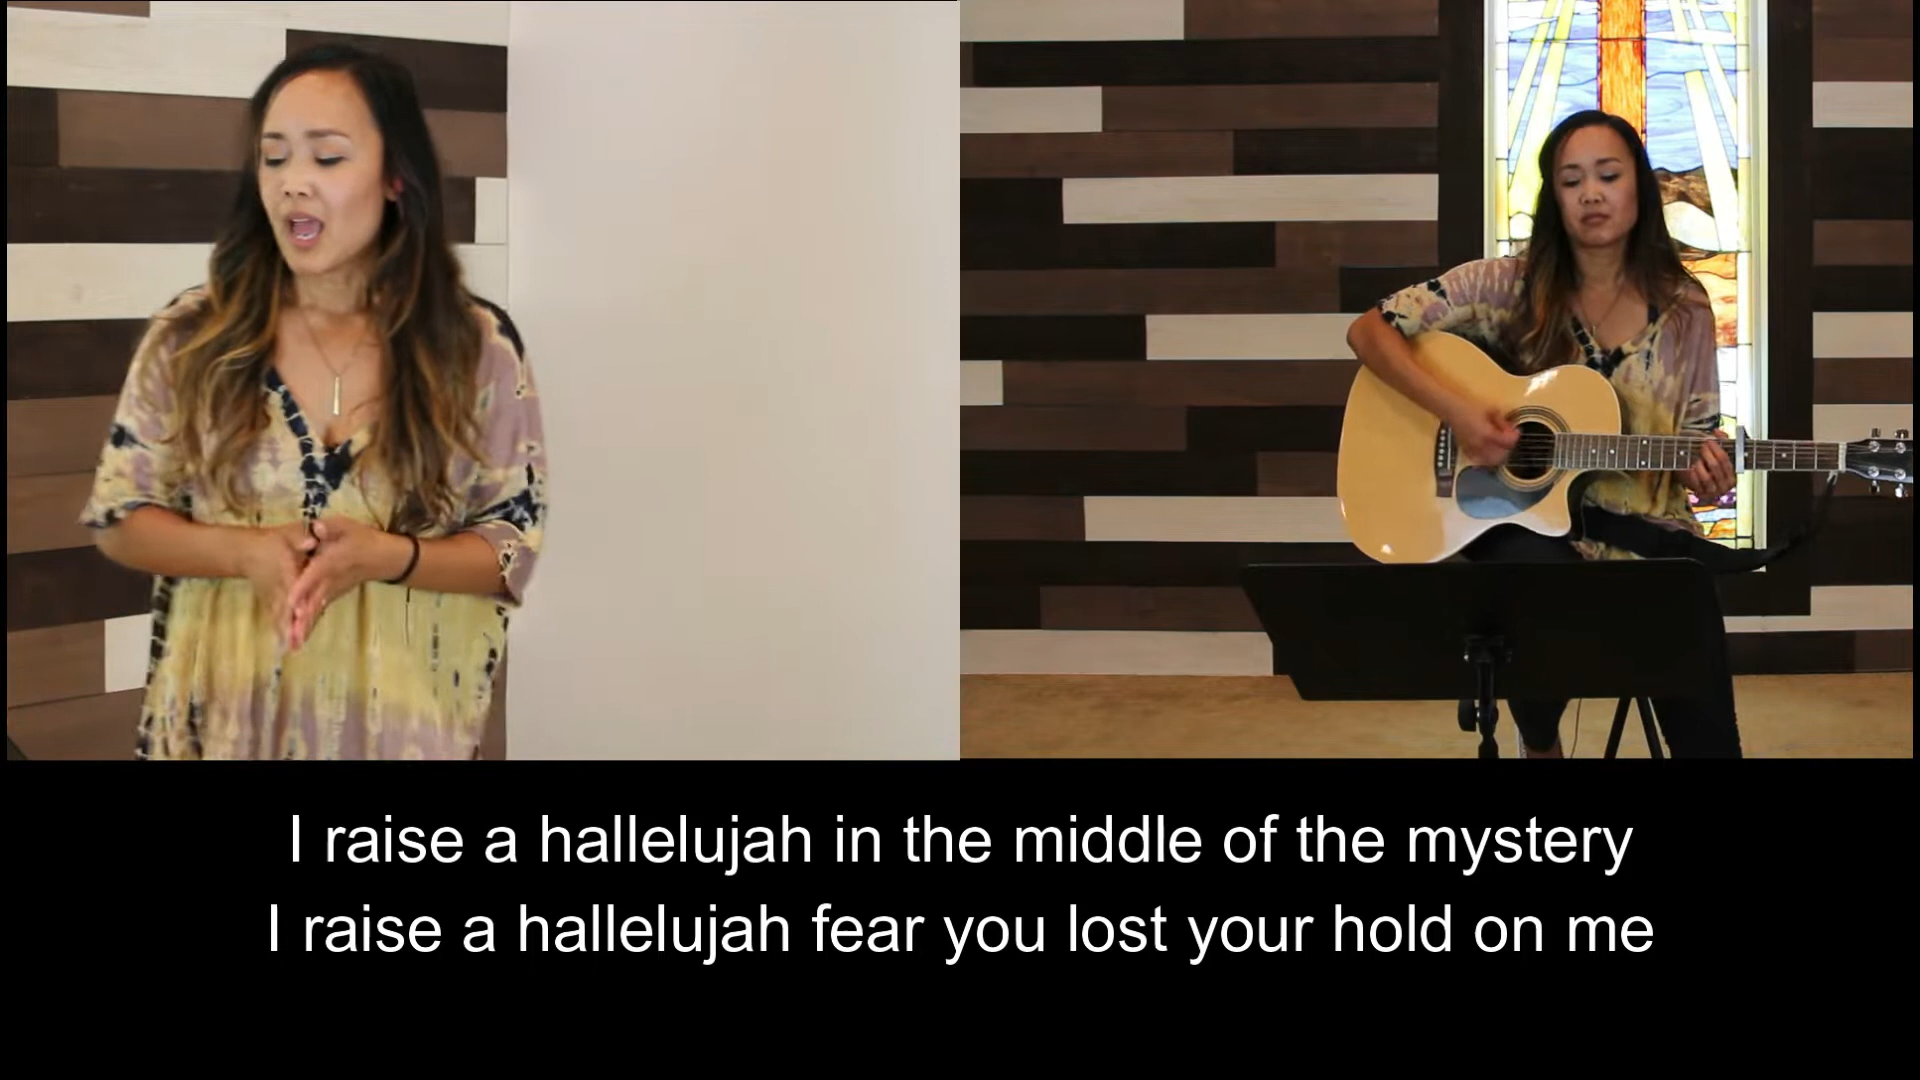 I raise a hallelujah in the middle of the mystery
I raise a hallelujah fear you lost your hold on me